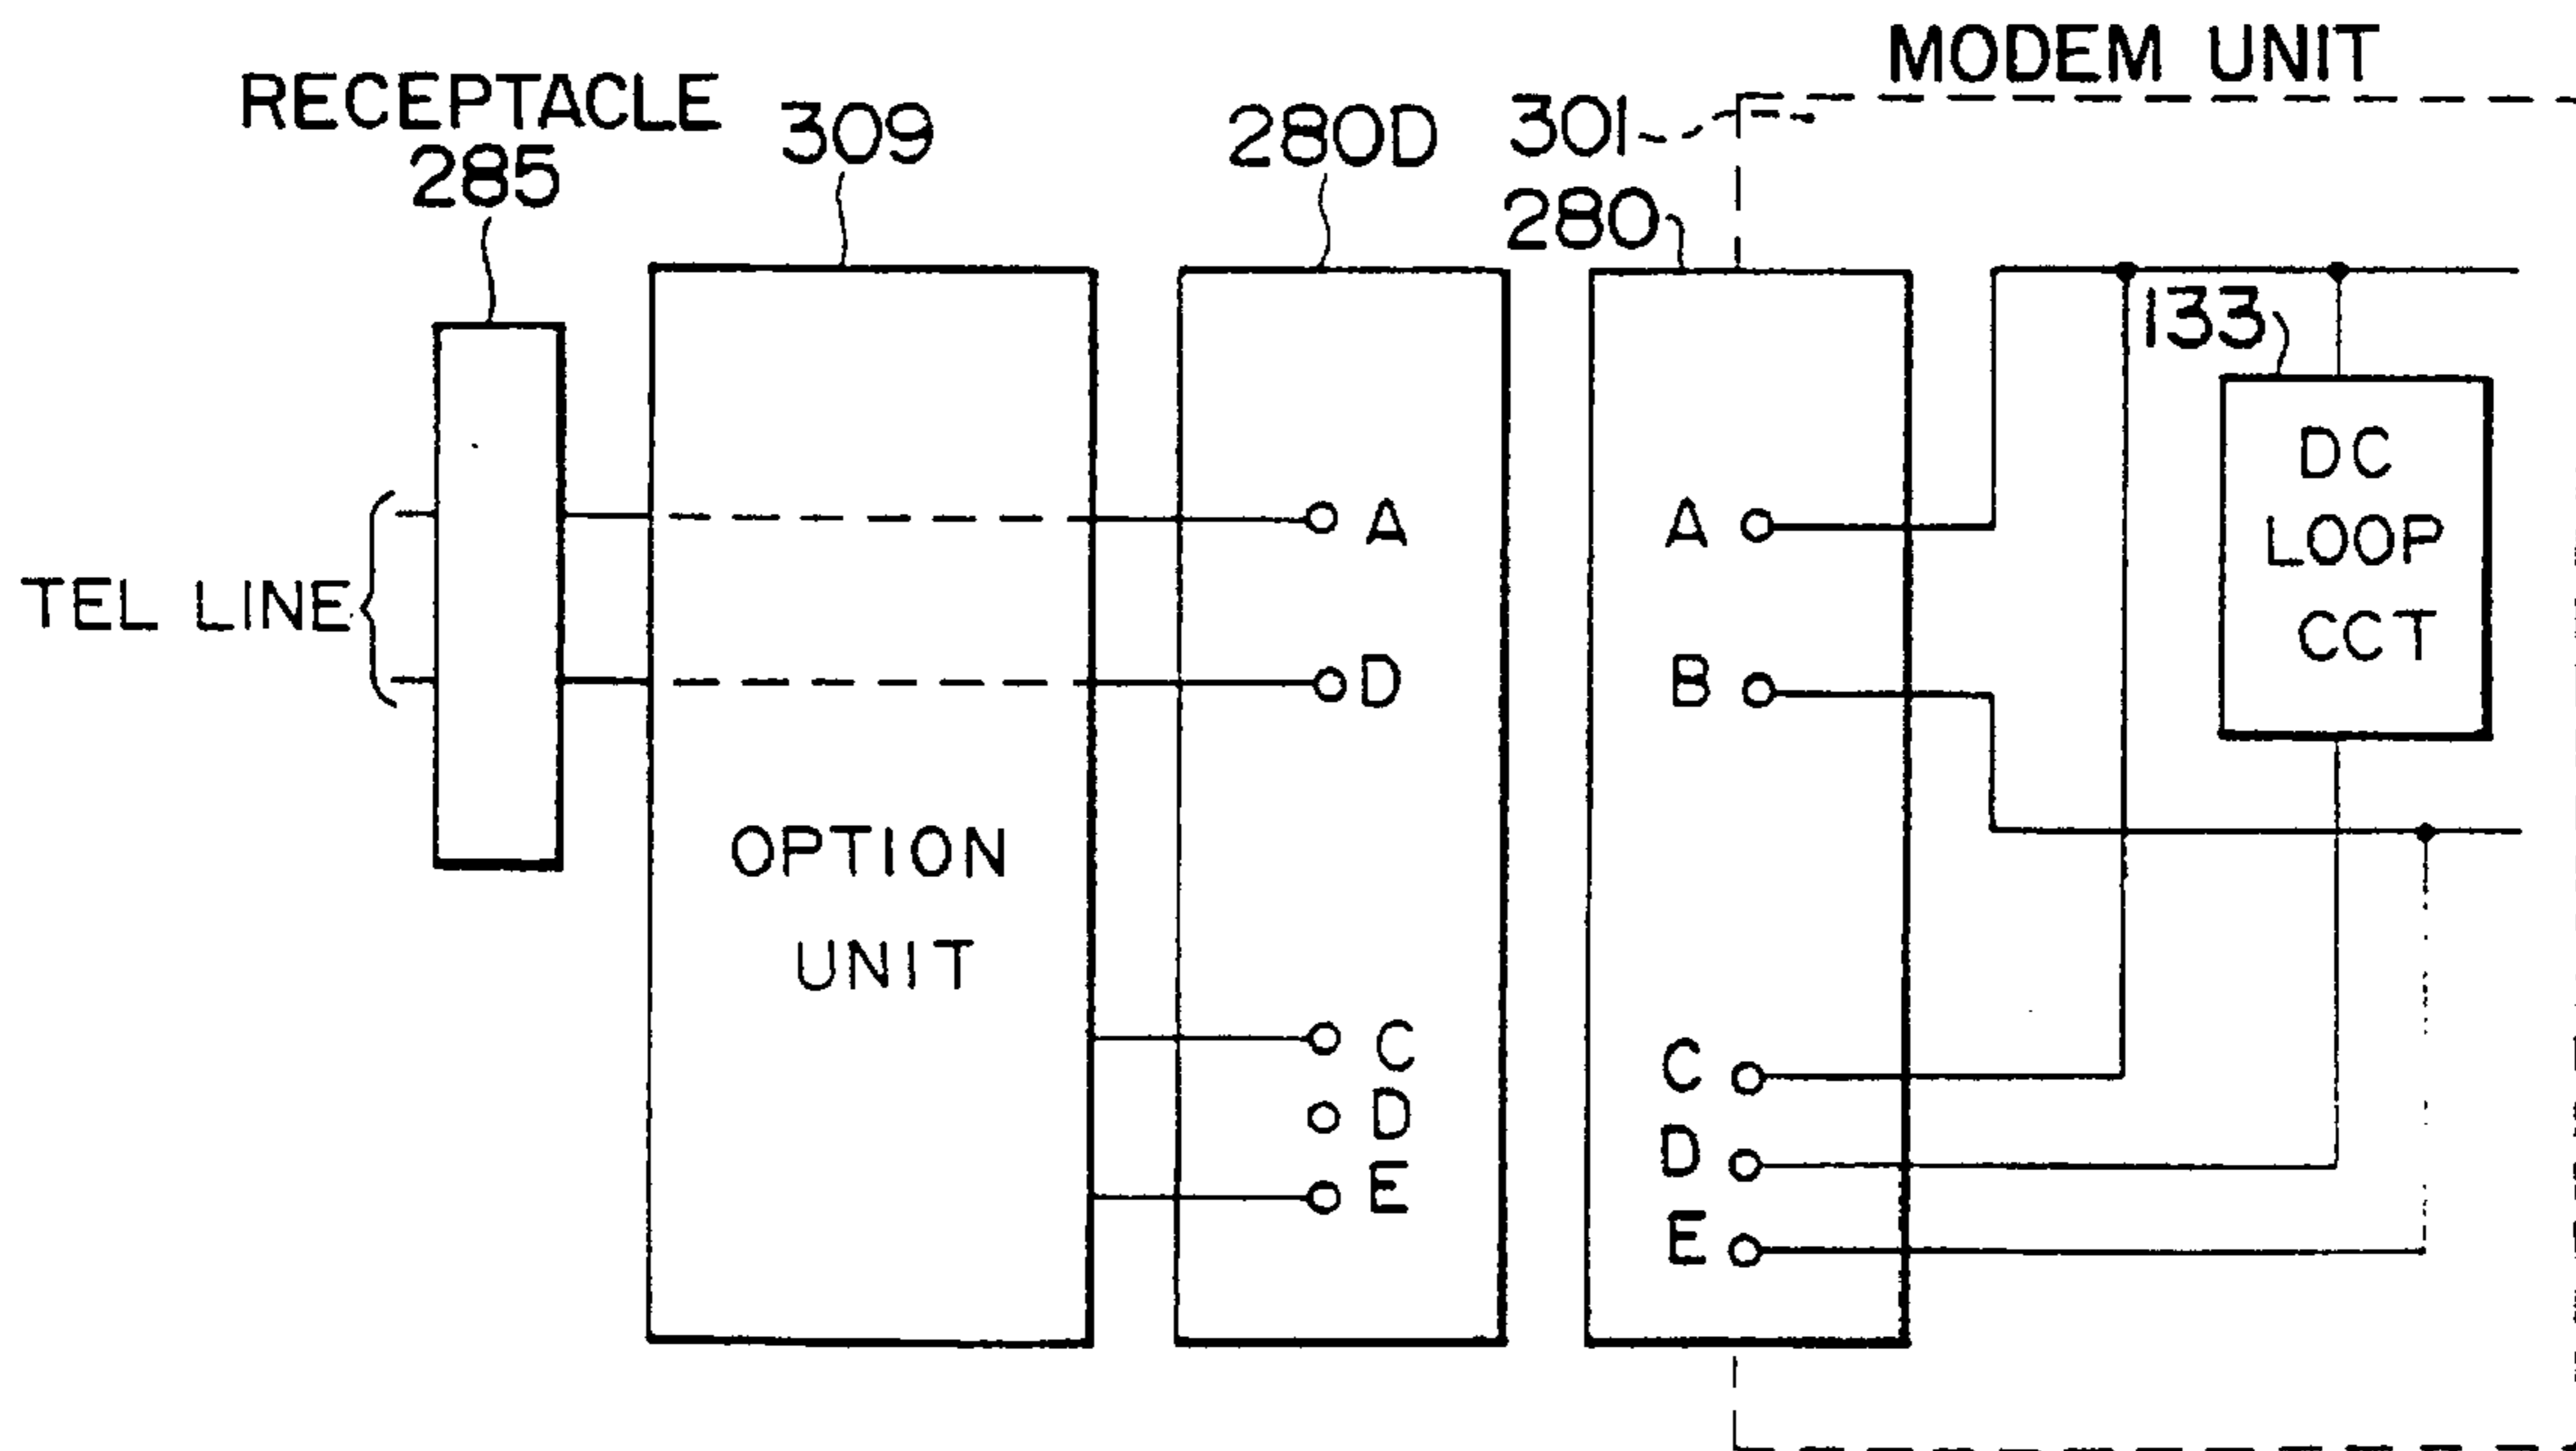 MODEM UNIT
RECEPTACLE
285
309
280D
301
280
133
DC
LOOP
CCT
TEL LINE
A
D
C
D
E
A
B
C
D
E
OPTION
UNIT